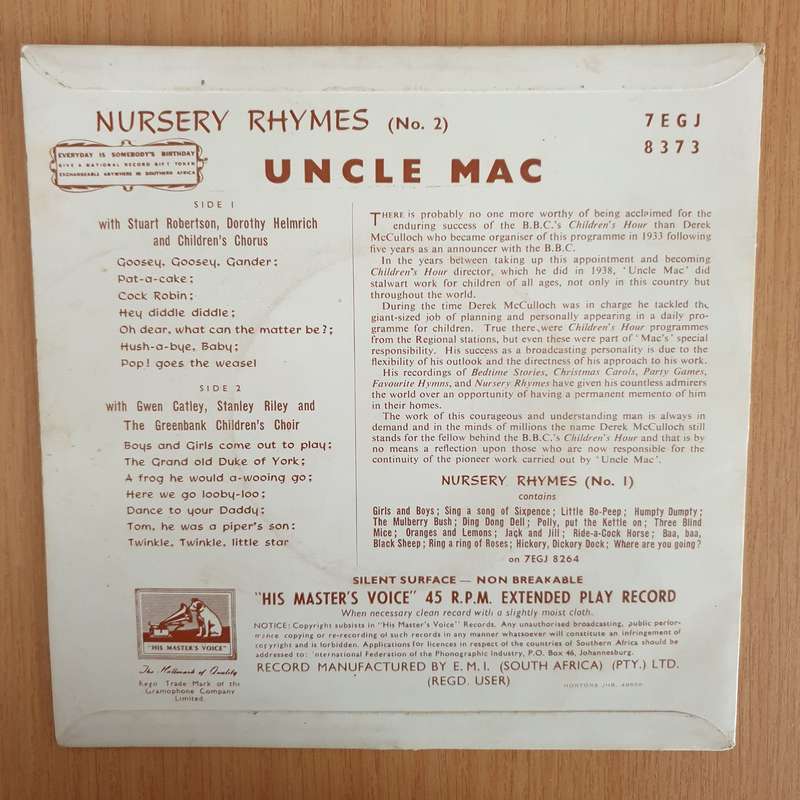 NURSERY RHYMES (No. 2)
7EGJ
8373
EVERYDAY IS SOMEBODY'S BIRTHDAY
GIVE A NATIONAL RECORD GIFT TOKEN
EXCHANGEABLE ANYWHERE IN SOUTHERN AFRICA
UNCLE MAC
SIDE 1
with Stuart Robertson, Dorothy Helmrich
and Children's Chorus
Goosey, Goosey, Gander;
Pat-a-cake;
Cock Robin;
Hey diddle diddle;
Oh dear, what can the matter be?;
Hush-a-bye, Baby;
Pop! goes the weasel
SIDE 2
with Gwen Catley, Stanley Riley and
The Greenbank Children's Choir
Boys and Girls come out to play;
The Grand old Duke of York;
A frog he would a-wooing go;
Here we go looby-loo;
Dance to your Daddy;
Tom, he was a piper's son:
Twinkle, Twinkle, little star
THERE is probably no one more worthy of being acclaimed for the
enduring success of the B.B.C.'s Children's Hour than Derek
McCulloch who became organiser of this programme in 1933 following
five years as an announcer with the B.B.C.
In the years between taking up this appointment and becoming
Children's Hour director, which he did in 1938, 'Uncle Mac' did
stalwart work for children of all ages, not only in this country but
throughout the world.
During the time Derek McCulloch was in charge he tackled the
giant-sized job of planning and personally appearing in a daily pro-
gramme for children. True there were Children's Hour programmes
from the Regional stations, but even these were part of 'Mac's' special
responsibility. His success as a broadcasting personality is due to the
flexibility of his outlook and the directness of his approach to his work.
His recordings of Bedtime Stories, Christmas Carols, Party Games,
Favourite Hymns, and Nursery Rhymes have given his countless admirers
the world over an opportunity of having a permanent memento of him
in their homes.
The work of this courageous and understanding man is always in
demand and in the minds of millions the name Derek McCulloch still
stands for the fellow behind the B.B.C.'s Children's Hour and that is by
no means a reflection upon those who are now responsible for the
continuity of the pioneer work carried out by 'Uncle Mac'.
NURSERY RHYMES (No. 1)
contains
Girls and Boys; Sing a song of Sixpence; Little Bo-Peep; Humpty Dumpty;
The Mulberry Bush; Ding Dong Dell; Polly, put the Kettle on; Three Blind
Mice; Oranges and Lemons; Jack and Jill; Ride-a-Cock Horse; Baa, baa,
Black Sheep; Ring a ring of Roses; Hickory, Dickory Dock; Where are you going?
on 7EGJ 8264
SILENT SURFACE — NON BREAKABLE
"HIS MASTER'S VOICE" 45 R.P.M. EXTENDED PLAY RECORD
When necessary clean record with a slightly moist cloth.
NOTICE: Copyright subsists in "His Master's Voice" Records. Any unauthorised broadcasting, public perfor-
mance copying or re-recording of such records in any manner whatsoever will constitute an infringement of
copyright and is forbidden. Applications for licences in respect of the countries of Southern Africa should be
addressed to: International Federation of the Phonographic Industry, P.O. Box 46, Johannesburg.
RECORD MANUFACTURED BY E.M.I. (SOUTH AFRICA) (PTY.) LTD.
(REGD. USER)
"HIS MASTER'S VOICE"
The Hallmark of Quality
Regd Trade Mark of the
Gramophone Company
Limited.
HORTORS JHB.